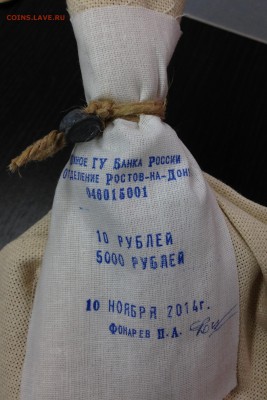 COINS.LAVE.RU
ЖНОЕ ГУ БАНКА РОССИИ
ОТДЕЛЕНИЕ РОСТОВ-НА-ДОН
046015001
10 РУБЛЕЙ
5000 РУБЛЕЙ
10 НОЯБРЯ 2014г.
ФОНАРЕВ П.А.